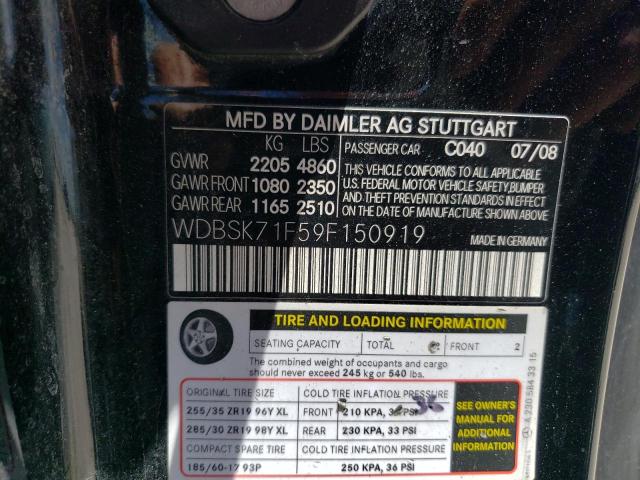 MFD BY DAIMLER AG STUTTGART
KG LBS PASSENGER CAR C040 07/08
GVWR 2205 4860
GAWR FRONT 1080 2350
GAWR REAR 1165 2510
THIS VEHICLE CONFORMS TO ALL APPLICABLE
U.S. FEDERAL MOTOR VEHICLE SAFETY, BUMPER
AND THEFT PREVENTION STANDARDS IN EFFECT
ON THE DATE OF MANUFACTURE SHOWN ABOVE.
WDBSK71F59F150919 MADE IN GERMANY
TIRE AND LOADING INFORMATION
SEATING CAPACITY TOTAL FRONT 2
The combined weight of occupants and cargo
should never exceed 245 kg or 540 lbs.
ORIGINAL TIRE SIZE COLD TIRE INFLATION PRESSURE
255/35 ZR19 96Y XL FRONT 210 KPA, PSI
285/30 ZR19 98Y XL REAR 230 KPA, 33 PSI
COMPACT SPARE TIRE COLD TIRE INFLATION PRESSURE
185/60-17 93P 250 KPA, 36 PSI
SEE OWNER'S
MANUAL FOR
ADDITIONAL
INFORMATION
A 230 584 33 15